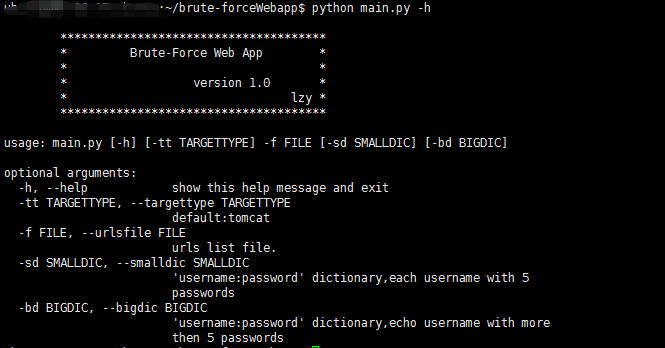 :~/brute-forceWebapp$ python main.py -h
**************************************
* Brute-Force Web App *
* *
* version 1.0 *
* lzy *
**************************************
usage: main.py [-h] [-tt TARGETTYPE] -f FILE [-sd SMALLDIC] [-bd BIGDIC]
optional arguments:
-h, --help show this help message and exit
-tt TARGETTYPE, --targettype TARGETTYPE
default:tomcat
-f FILE, --urlsfile FILE
urls list file.
-sd SMALLDIC, --smalldic SMALLDIC
'username:password' dictionary,each username with 5
passwords
-bd BIGDIC, --bigdic BIGDIC
'username:password' dictionary,echo username with more
then 5 passwords